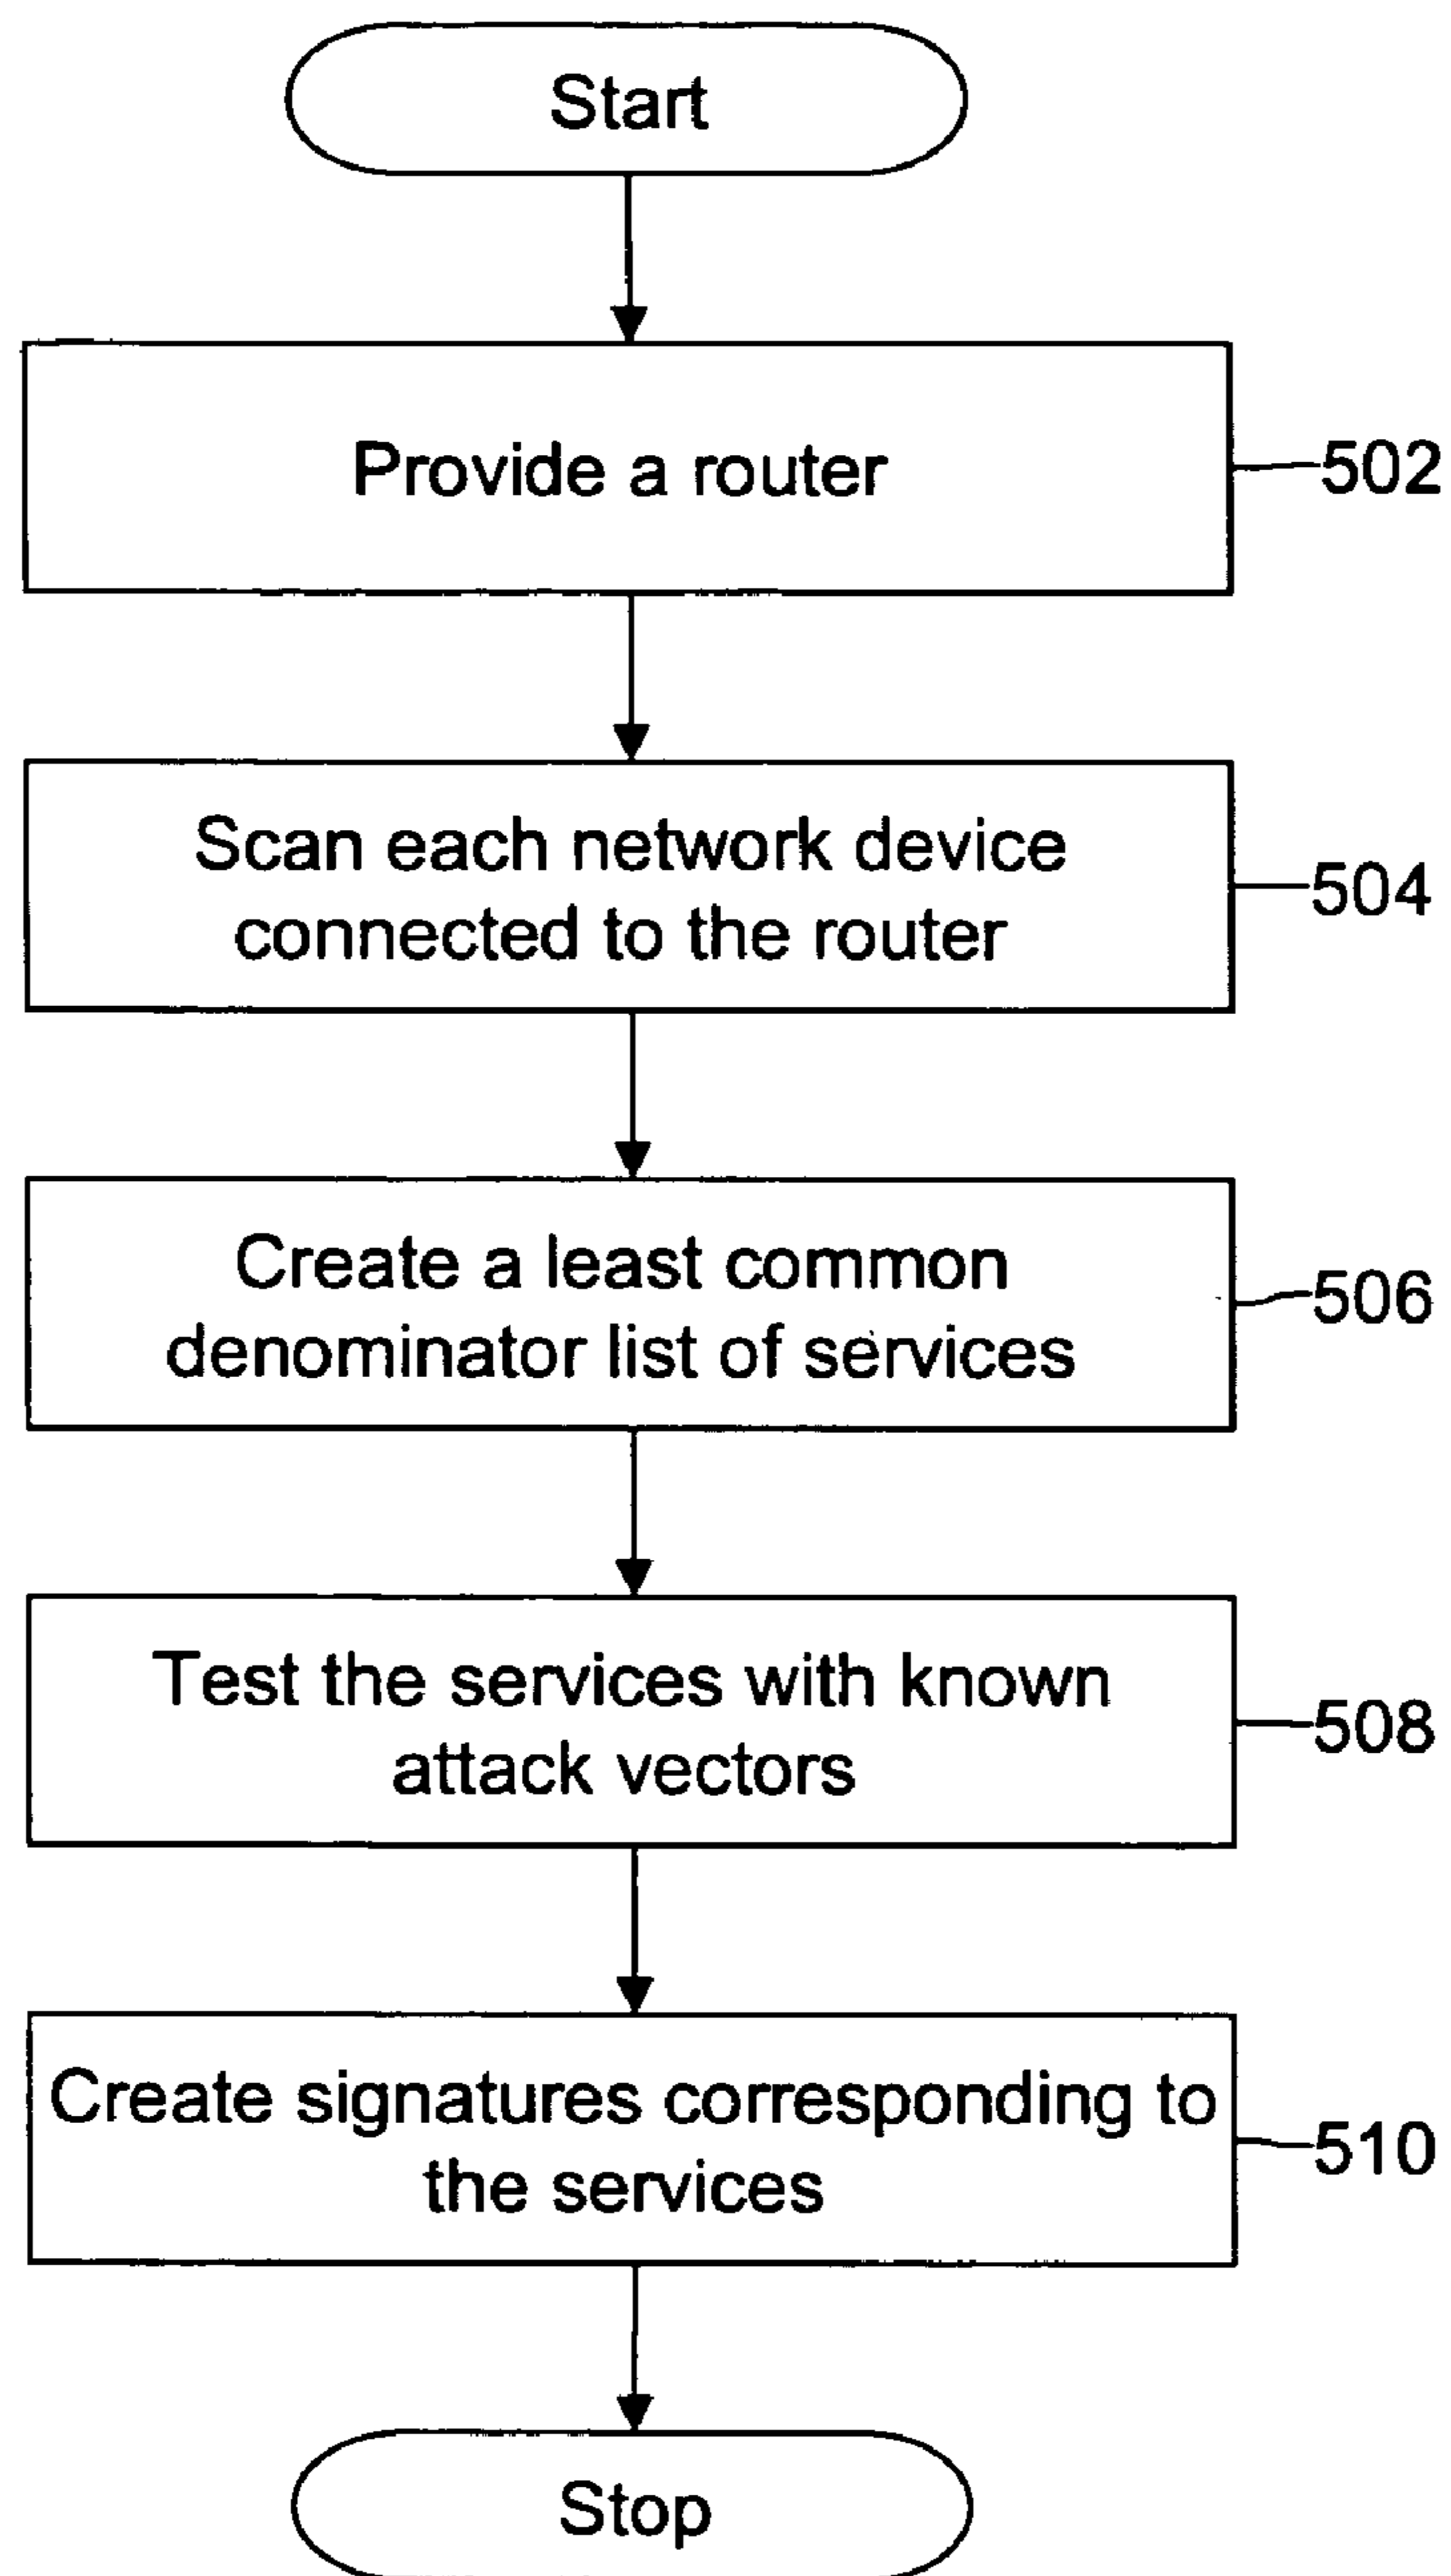 Start
Provide a router
502
Scan each network device
connected to the router
504
Create a least common
denominator list of services
506
Test the services with known
attack vectors
508
Create signatures corresponding to
the services
510
Stop